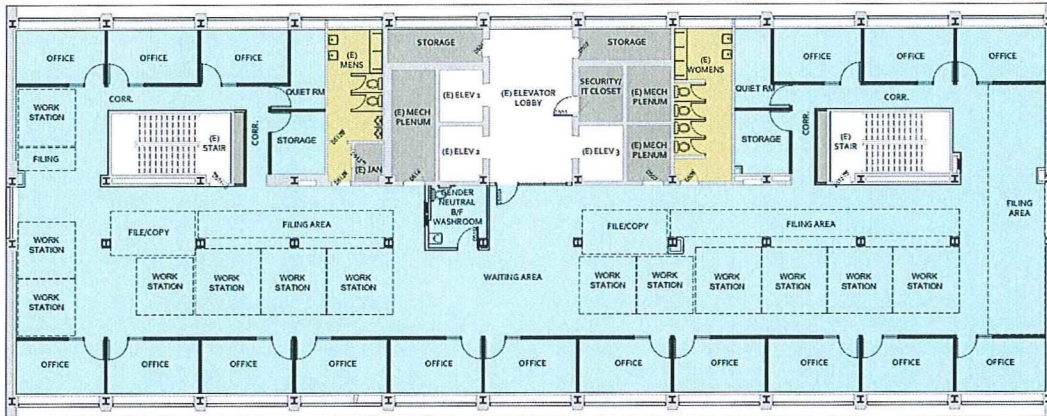 OFFICE
OFFICE
OFFICE
QUIET RM
(E)
MENS
STORAGE
(E) ELEVATOR
LOBBY
STORAGE
(E)
WOMENS
QUIET RM
OFFICE
OFFICE
OFFICE
WORK
STATION
FILING
CORR.
CORR.
(E)
STAIR
STORAGE
(E) JAN
(E) MECH
PLENUM
(E) ELEV 1
(E) ELEV 2
SECURITY/
IT CLOSET
(E) MECH
PLENUM
(E) ELEV 3
(E) MECH
PLENUM
STORAGE
CORR.
CORR.
(E)
STAIR
FILING
AREA
GENDER
NEUTRAL
B/F
WASHROOM
WORK
STATION
WORK
STATION
FILE/COPY
FILING AREA
WORK
STATION
WORK
STATION
WORK
STATION
WORK
STATION
WAITING AREA
FILE/COPY
FILING AREA
WORK
STATION
WORK
STATION
WORK
STATION
WORK
STATION
WORK
STATION
WORK
STATION
OFFICE
OFFICE
OFFICE
OFFICE
OFFICE
OFFICE
OFFICE
OFFICE
OFFICE
OFFICE
OFFICE